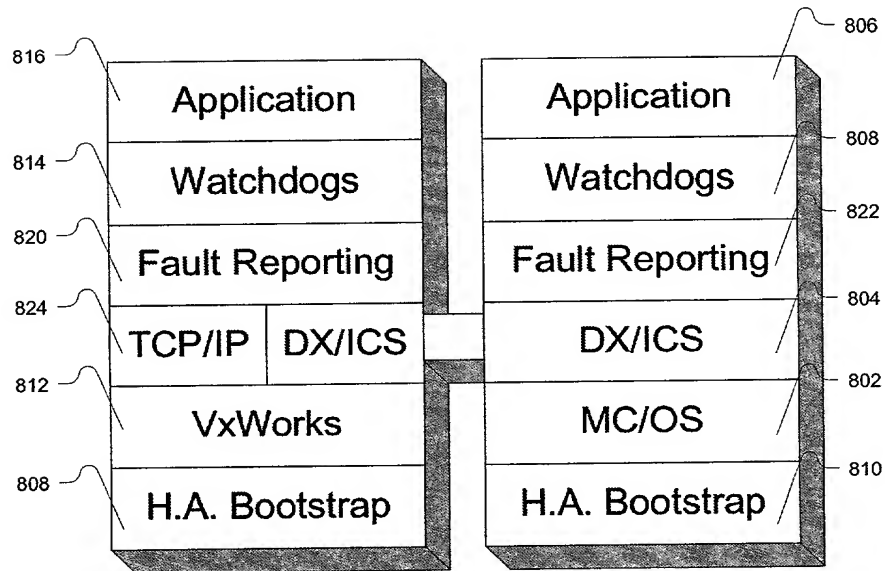 806
816
Application
Application
808
814
Watchdogs
Watchdogs
822
820
Fault Reporting
Fault Reporting
804
824
TCP/IP
DX/ICS
DX/ICS
802
812
VxWorks
MC/OS
810
808
H.A. Bootstrap
H.A. Bootstrap